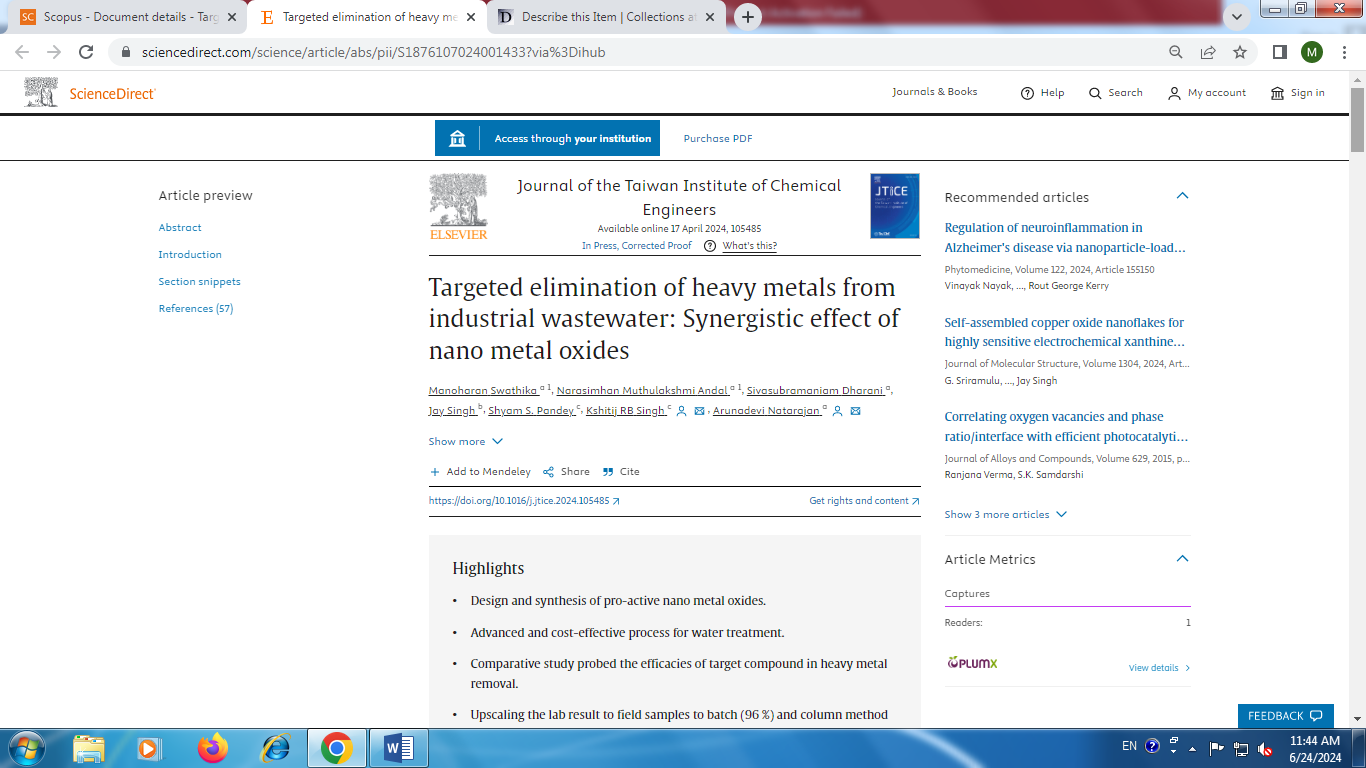 Scopus - Document details - Targ
Targeted elimination of heavy me
Describe this Item | Collections at
sciencedirect.com/science/article/abs/pii/S1876107024001433?via%3Dihub
M
ScienceDirect
Journals & Books
Help
Search
My account
Sign in
Access through your institution
Purchase PDF
Article preview
Abstract
Introduction
Section snippets
References (57)
ELSEVIER
Journal of the Taiwan Institute of Chemical
Engineers
Available online 17 April 2024, 105485
In Press, Corrected Proof
What's this?
JTICE
Targeted elimination of heavy metals from
industrial wastewater: Synergistic effect of
nano metal oxides
Manoharan Swathika a 1, Narasimhan Muthulakshmi Andal a 1, Sivasubramaniam Dharani a,
Jay Singh b, Shyam S. Pandey c, Kshitij RB Singh c, Arunadevi Natarajan a
Show more
Add to Mendeley
Share
Cite
https://doi.org/10.1016/j.jtice.2024.105485
Get rights and content
Highlights
• Design and synthesis of pro-active nano metal oxides.
• Advanced and cost-effective process for water treatment.
• Comparative study probed the efficacies of target compound in heavy metal
removal.
• Upscaling the lab result to field samples to batch (96 %) and column method
Recommended articles
Regulation of neuroinflammation in
Alzheimer's disease via nanoparticle-load...
Phytomedicine, Volume 122, 2024, Article 155150
Vinayak Nayak, ..., Rout George Kerry
Self-assembled copper oxide nanoflakes for
highly sensitive electrochemical xanthine...
Journal of Molecular Structure, Volume 1304, 2024, Art...
G. Sriramulu, ..., Jay Singh
Correlating oxygen vacancies and phase
ratio/interface with efficient photocatalyti...
Journal of Alloys and Compounds, Volume 629, 2015, p...
Ranjana Verma, S.K. Samdarshi
Show 3 more articles
Article Metrics
Captures
Readers: 1
PLUMX
View details
FEEDBACK
EN
11:44 AM
6/24/2024